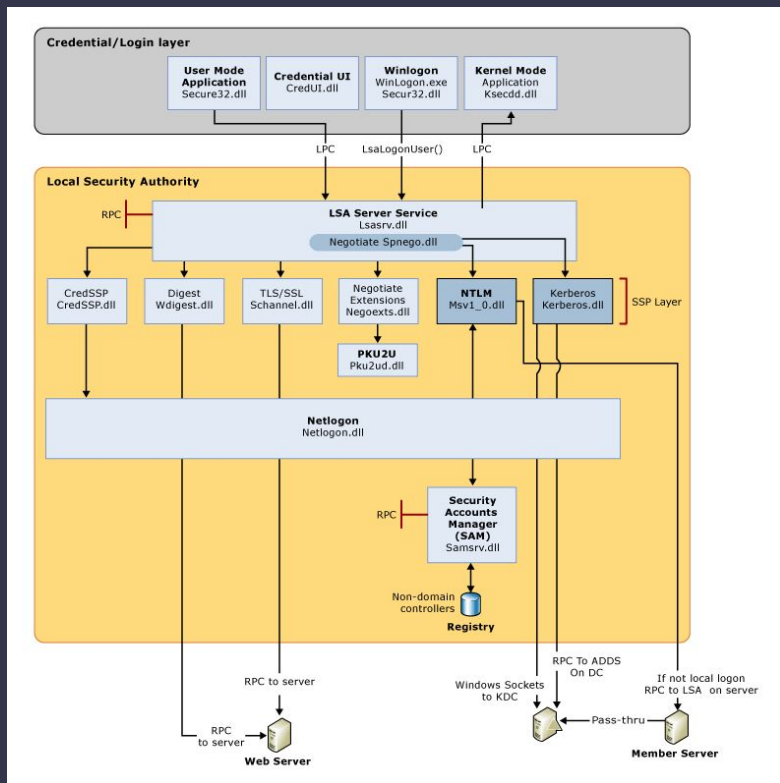 Credential/Login layer
User Mode
Application
Secure32.dll
Credential UI
CredUI.dll
Winlogon
WinLogon.exe
Secur32.dll
Kernel Mode
Application
Ksecdd.dll
LPC
LsaLogonUser()
LPC
Local Security Authority
RPC
LSA Server Service
Lsasrv.dll
Negotiate Spnego.dll
CredSSP
CredSSP.dll
Digest
Wdigest.dll
TLS/SSL
Schannel.dll
Negotiate
Extensions
Negoexts.dll
NTLM
Msv1_0.dll
Kerberos
Kerberos.dll
SSP Layer
PKU2U
Pku2ud.dll
Netlogon
Netlogon.dll
RPC
Security
Accounts
Manager
(SAM)
Samsrv.dll
Non-domain
controllers
Registry
RPC to server
RPC
to server
Web Server
Windows Sockets
to KDC
RPC To ADDS
On DC
If not local logon
RPC to LSA on server
Pass-thru
Member Server